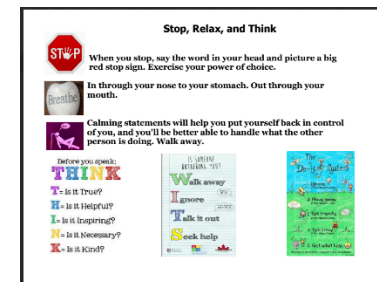 Stop, Relax, and Think
STOP
When you stop, say the word in your head and picture a big
red stop sign. Exercise your power of choice.
Breathe
In through your nose to your stomach. Out through your
mouth.
Calming statements will help you put yourself back in control
of you, and you'll be better able to handle what the other
person is doing. Walk away.
Before you speak:
THINK
T= Is it True?
H= Is it Helpful?
I= Is it Inspiring?
N= Is it Necessary?
K= Is it Kind?
IS SOMEONE
BOTHERING YOU?
Walk away
Ignore
Talk it out
Seek help
The